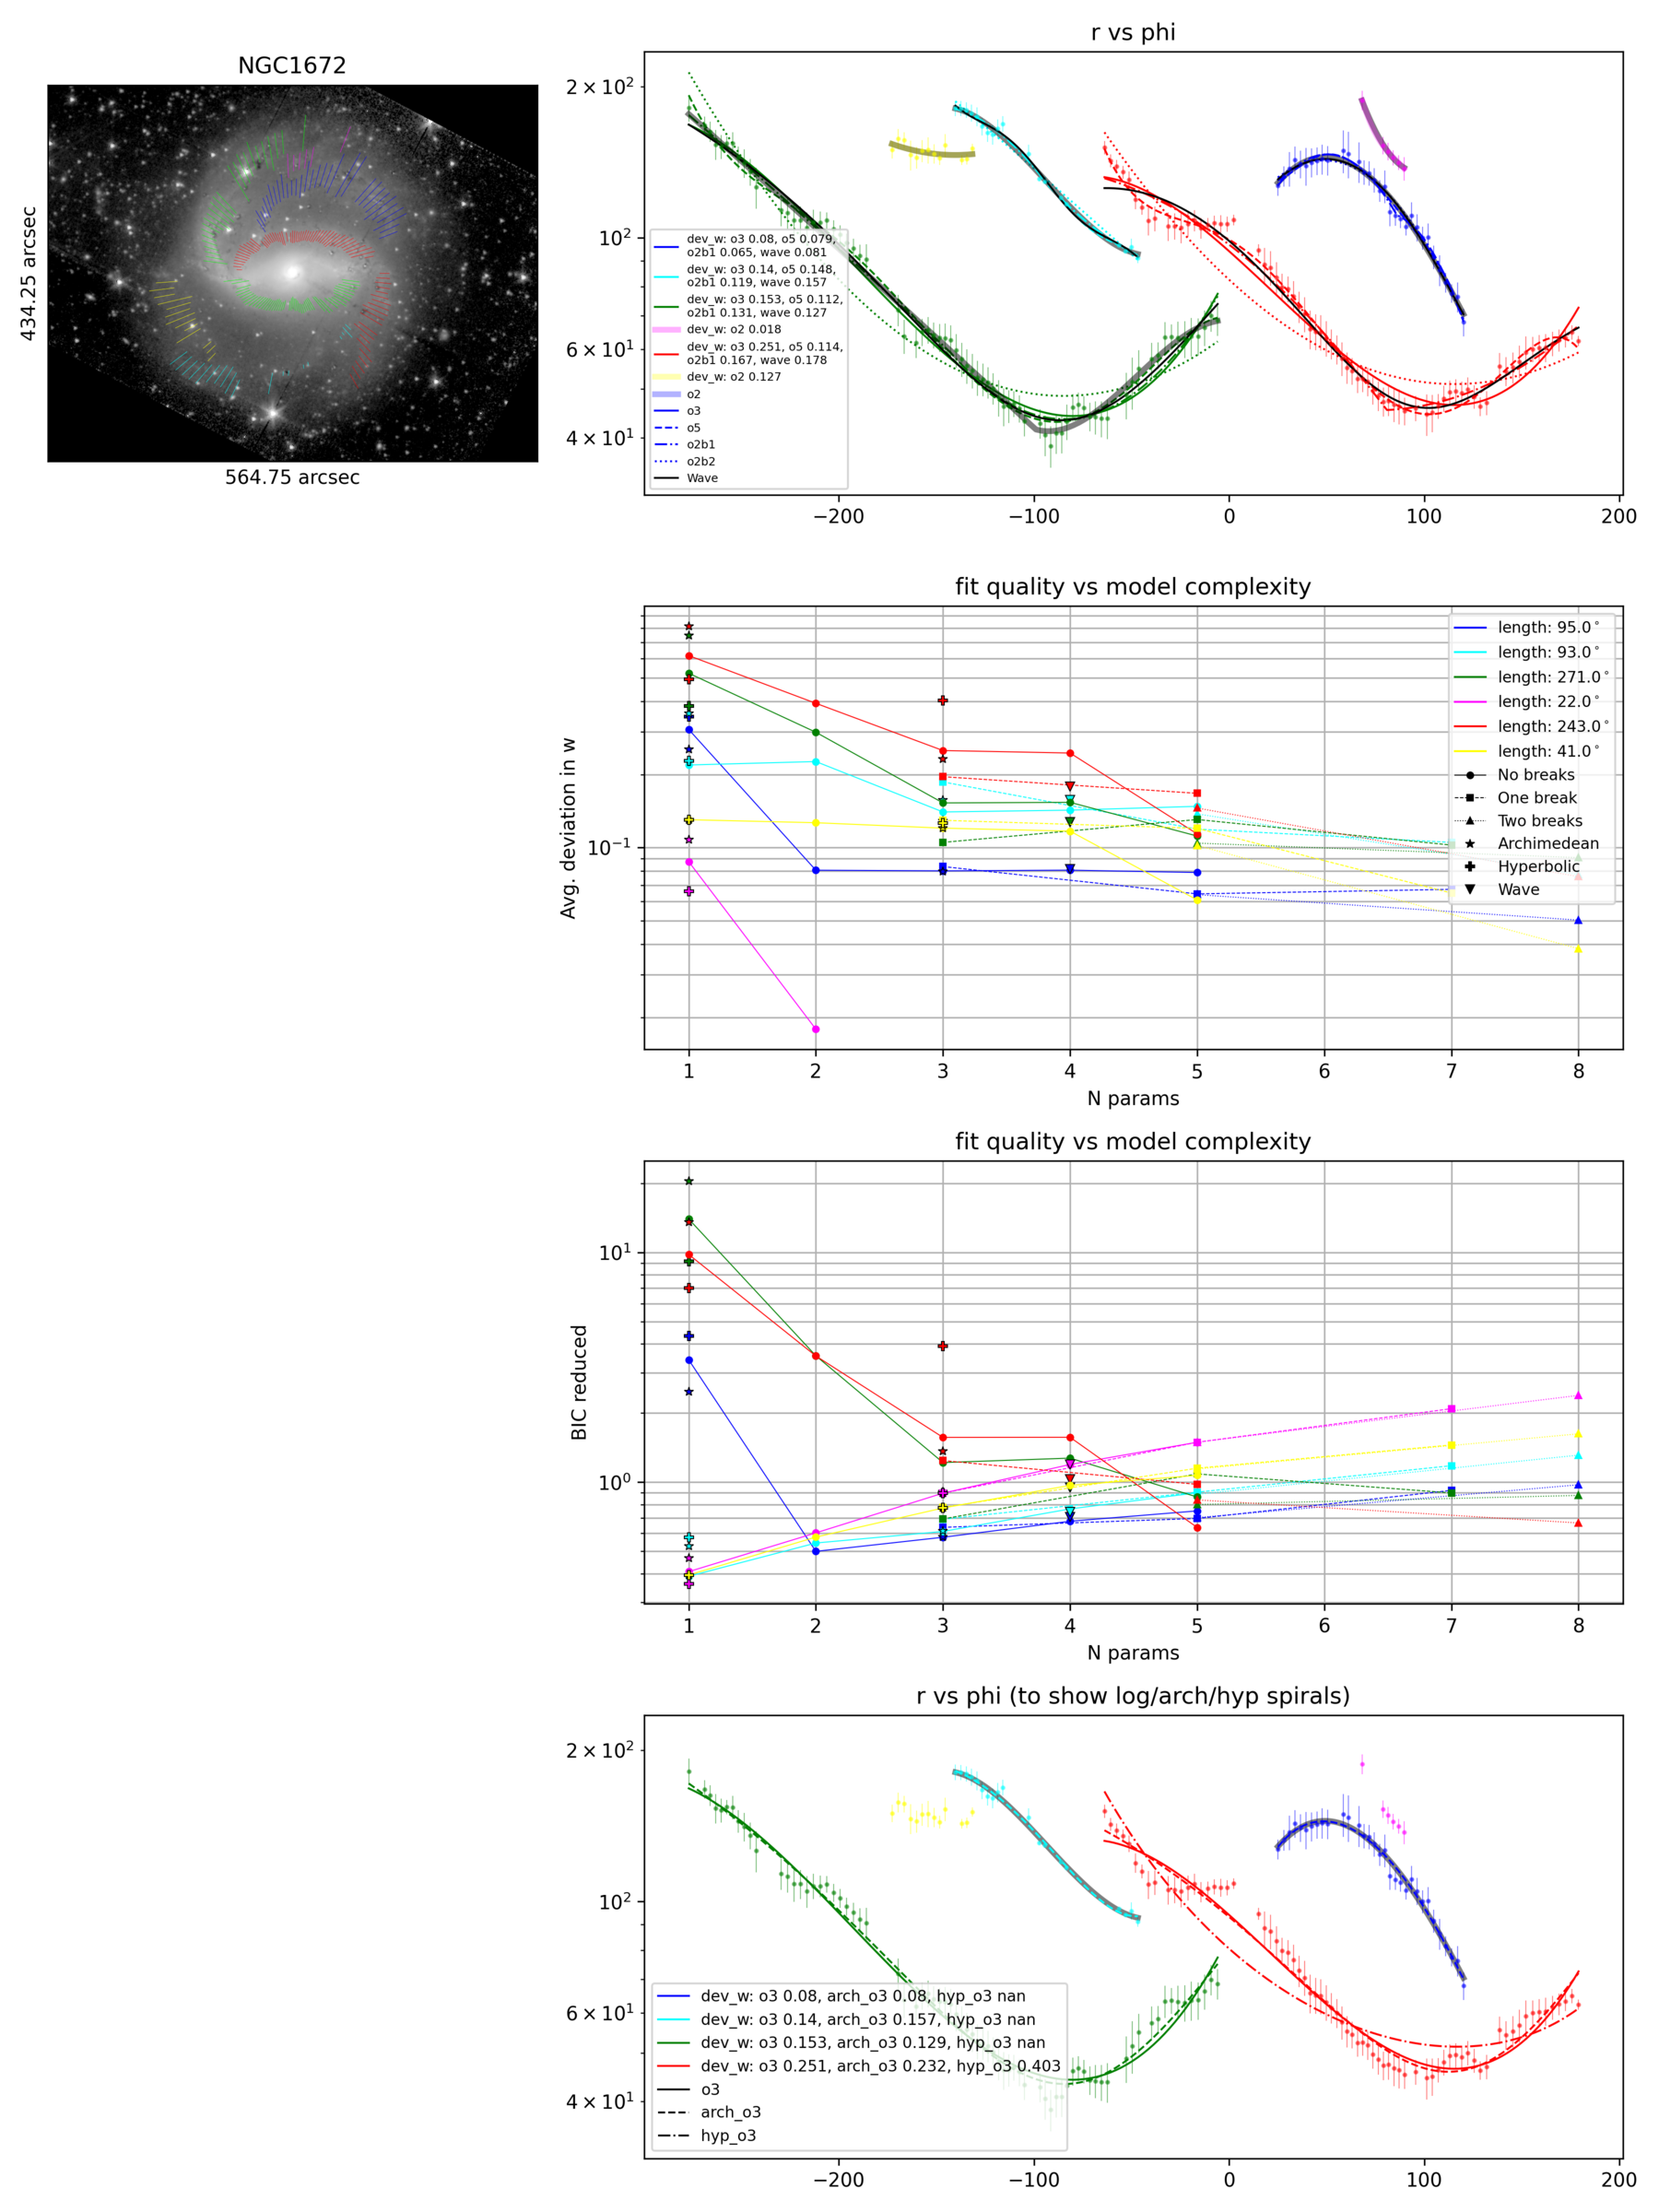 NGC1672
434.25 arcsec
564.75 arcsec
r vs phi
2 × 10²
10²
6 × 10¹
4 × 10¹
dev_w: o3 0.08, o5 0.079,
o2b1 0.065, wave 0.081
dev_w: o3 0.14, o5 0.148,
o2b1 0.119, wave 0.157
dev_w: o3 0.153, o5 0.112,
o2b1 0.131, wave 0.127
dev_w: o2 0.018
dev_w: o3 0.251, o5 0.114,
o2b1 0.167, wave 0.178
dev_w: o2 0.127
o2
o3
o5
o2b1
o2b2
Wave
−200 −100 0 100 200
fit quality vs model complexity
Avg. deviation in w
10⁻¹
length: 95.0°
length: 93.0°
length: 271.0°
length: 22.0°
length: 243.0°
length: 41.0°
No breaks
One break
Two breaks
Archimedean
Hyperbolic
Wave
1 2 3 4 5 6 7 8
N params
fit quality vs model complexity
BIC reduced
10¹
10⁰
1 2 3 4 5 6 7 8
N params
r vs phi (to show log/arch/hyp spirals)
2 × 10²
10²
6 × 10¹
4 × 10¹
dev_w: o3 0.08, arch_o3 0.08, hyp_o3 nan
dev_w: o3 0.14, arch_o3 0.157, hyp_o3 nan
dev_w: o3 0.153, arch_o3 0.129, hyp_o3 nan
dev_w: o3 0.251, arch_o3 0.232, hyp_o3 0.403
o3
arch_o3
hyp_o3
−200 −100 0 100 200